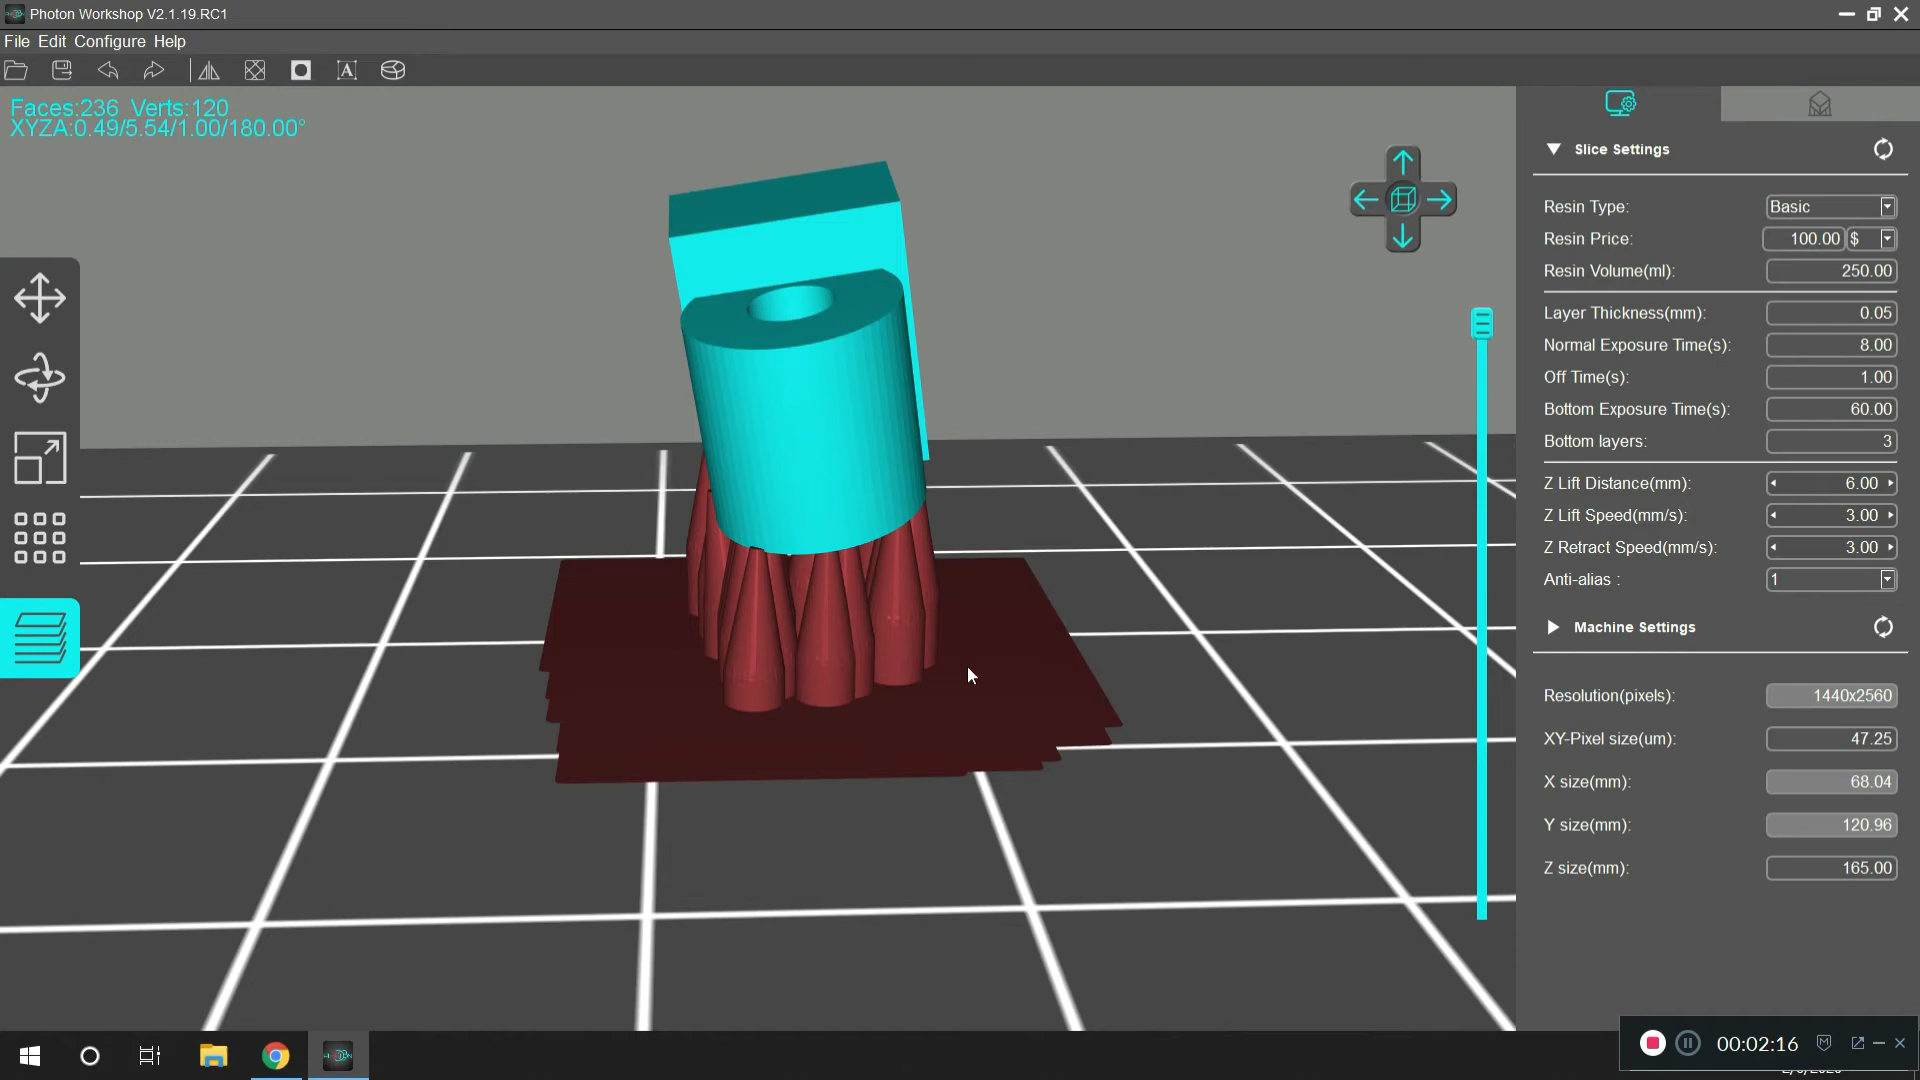 Photon Workshop V2.1.19.RC1
File Edit Configure Help
A
Faces:236 Verts:120
XYZA:0.49/5.54/1.00/180.00°
Slice Settings
Resin Type: Basic
Resin Price: 100.00 $
Resin Volume(ml): 250.00
Layer Thickness(mm): 0.05
Normal Exposure Time(s): 8.00
Off Time(s): 1.00
Bottom Exposure Time(s): 60.00
Bottom layers: 3
Z Lift Distance(mm): 6.00
Z Lift Speed(mm/s): 3.00
Z Retract Speed(mm/s): 3.00
Anti-alias : 1
Machine Settings
Resolution(pixels): 1440x2560
XY-Pixel size(um): 47.25
X size(mm): 68.04
Y size(mm): 120.96
Z size(mm): 165.00
00:02:16